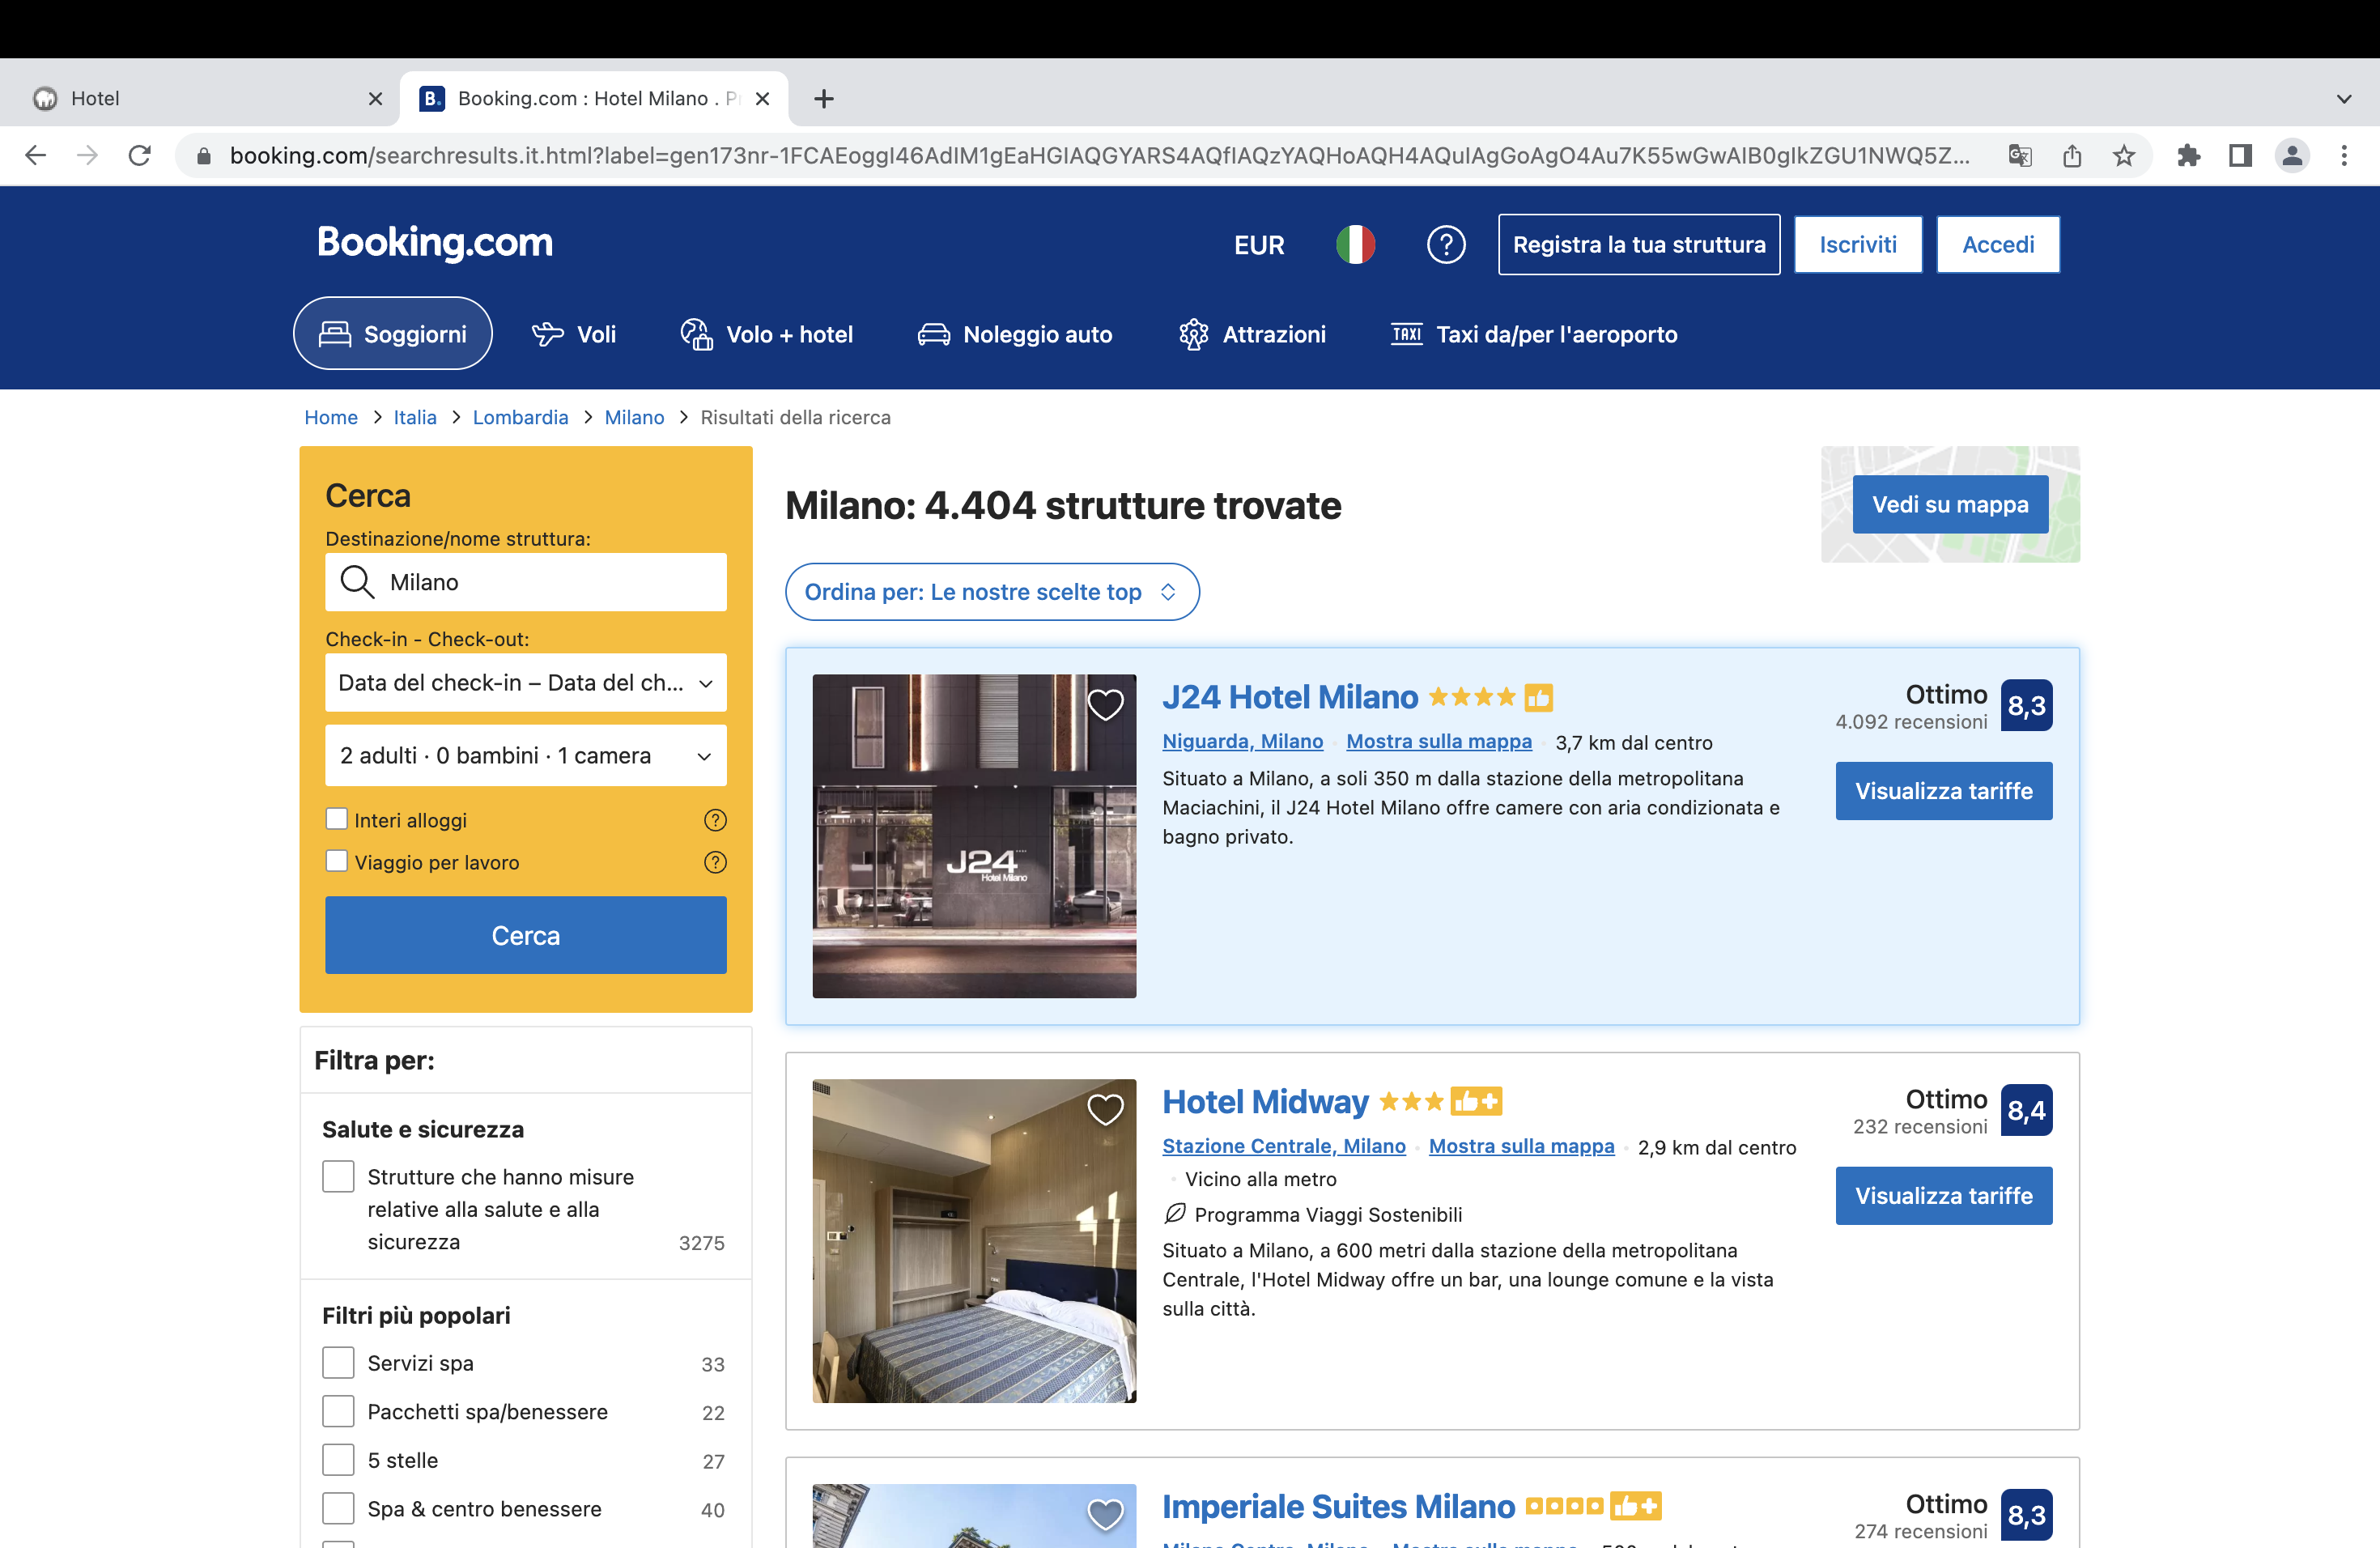 Hotel
Booking.com : Hotel Milano .
booking.com/searchresults.it.html?label=gen173nr-1FCAEoggI46AdIM1gEaHGIAQGYARS4AQfIAQzYAQHoAQH4AQuIAgGoAgO4Au7K55wGwAIB0gIkZGU1NWQ5Z...
Booking.com
EUR
Registra la tua struttura
Iscriviti
Accedi
Soggiorni
Voli
Volo + hotel
Noleggio auto
Attrazioni
TAXI Taxi da/per l'aeroporto
Home > Italia > Lombardia > Milano > Risultati della ricerca
Cerca
Destinazione/nome struttura:
Milano
Check-in - Check-out:
Data del check-in – Data del ch...
2 adulti · 0 bambini · 1 camera
Interi alloggi
Viaggio per lavoro
Cerca
Filtra per:
Salute e sicurezza
Strutture che hanno misure
relative alla salute e alla
sicurezza 3275
Filtri più popolari
Servizi spa 33
Pacchetti spa/benessere 22
5 stelle 27
Spa & centro benessere 40
Milano: 4.404 strutture trovate
Vedi su mappa
Ordina per: Le nostre scelte top
J24
Hotel Milano
J24 Hotel Milano
Niguarda, Milano Mostra sulla mappa 3,7 km dal centro
Situato a Milano, a soli 350 m dalla stazione della metropolitana
Maciachini, il J24 Hotel Milano offre camere con aria condizionata e
bagno privato.
Ottimo 8,3
4.092 recensioni
Visualizza tariffe
Hotel Midway
Stazione Centrale, Milano Mostra sulla mappa 2,9 km dal centro
Vicino alla metro
Programma Viaggi Sostenibili
Situato a Milano, a 600 metri dalla stazione della metropolitana
Centrale, l'Hotel Midway offre un bar, una lounge comune e la vista
sulla città.
Ottimo 8,4
232 recensioni
Visualizza tariffe
Imperiale Suites Milano
Ottimo 8,3
274 recensioni